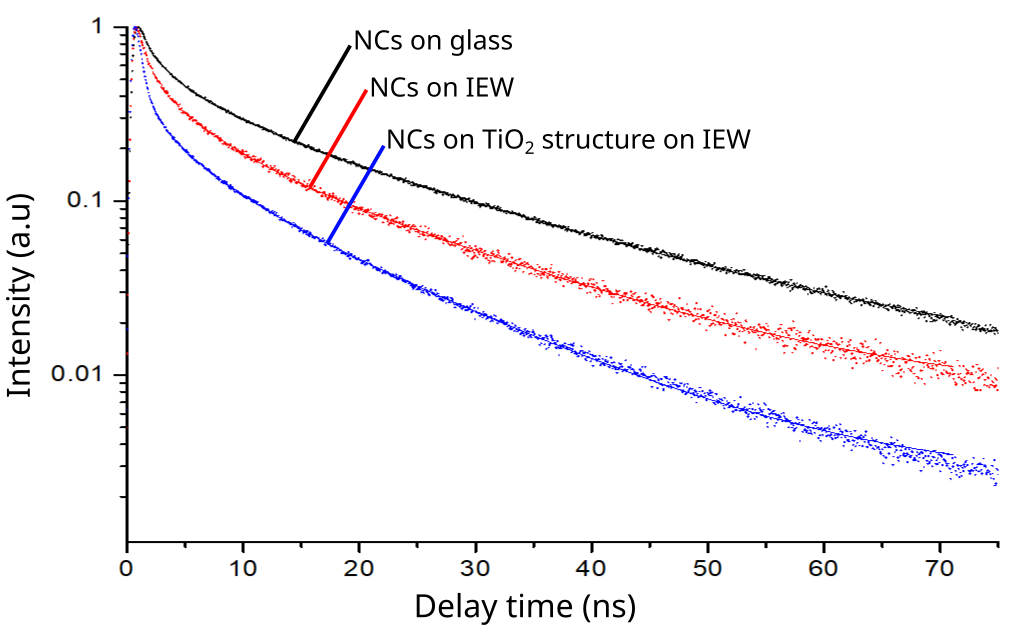 1
NCs on glass
NCs on IEW
NCs on TiO₂ structure on IEW
0.1
Intensity (a.u)
0.01
0 10 20 30 40 50 60 70
Delay time (ns)